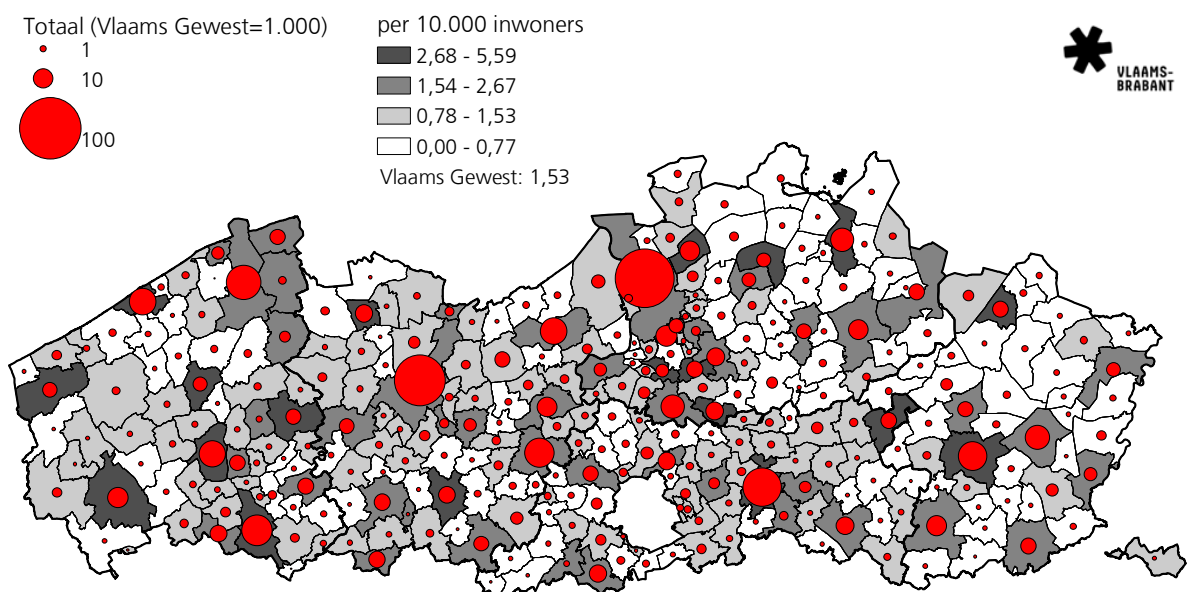 Totaal (Vlaams Gewest=1.000)
1
10
100
per 10.000 inwoners
2,68 - 5,59
1,54 - 2,67
0,78 - 1,53
0,00 - 0,77
Vlaams Gewest: 1,53
VLAAMS-
BRABANT